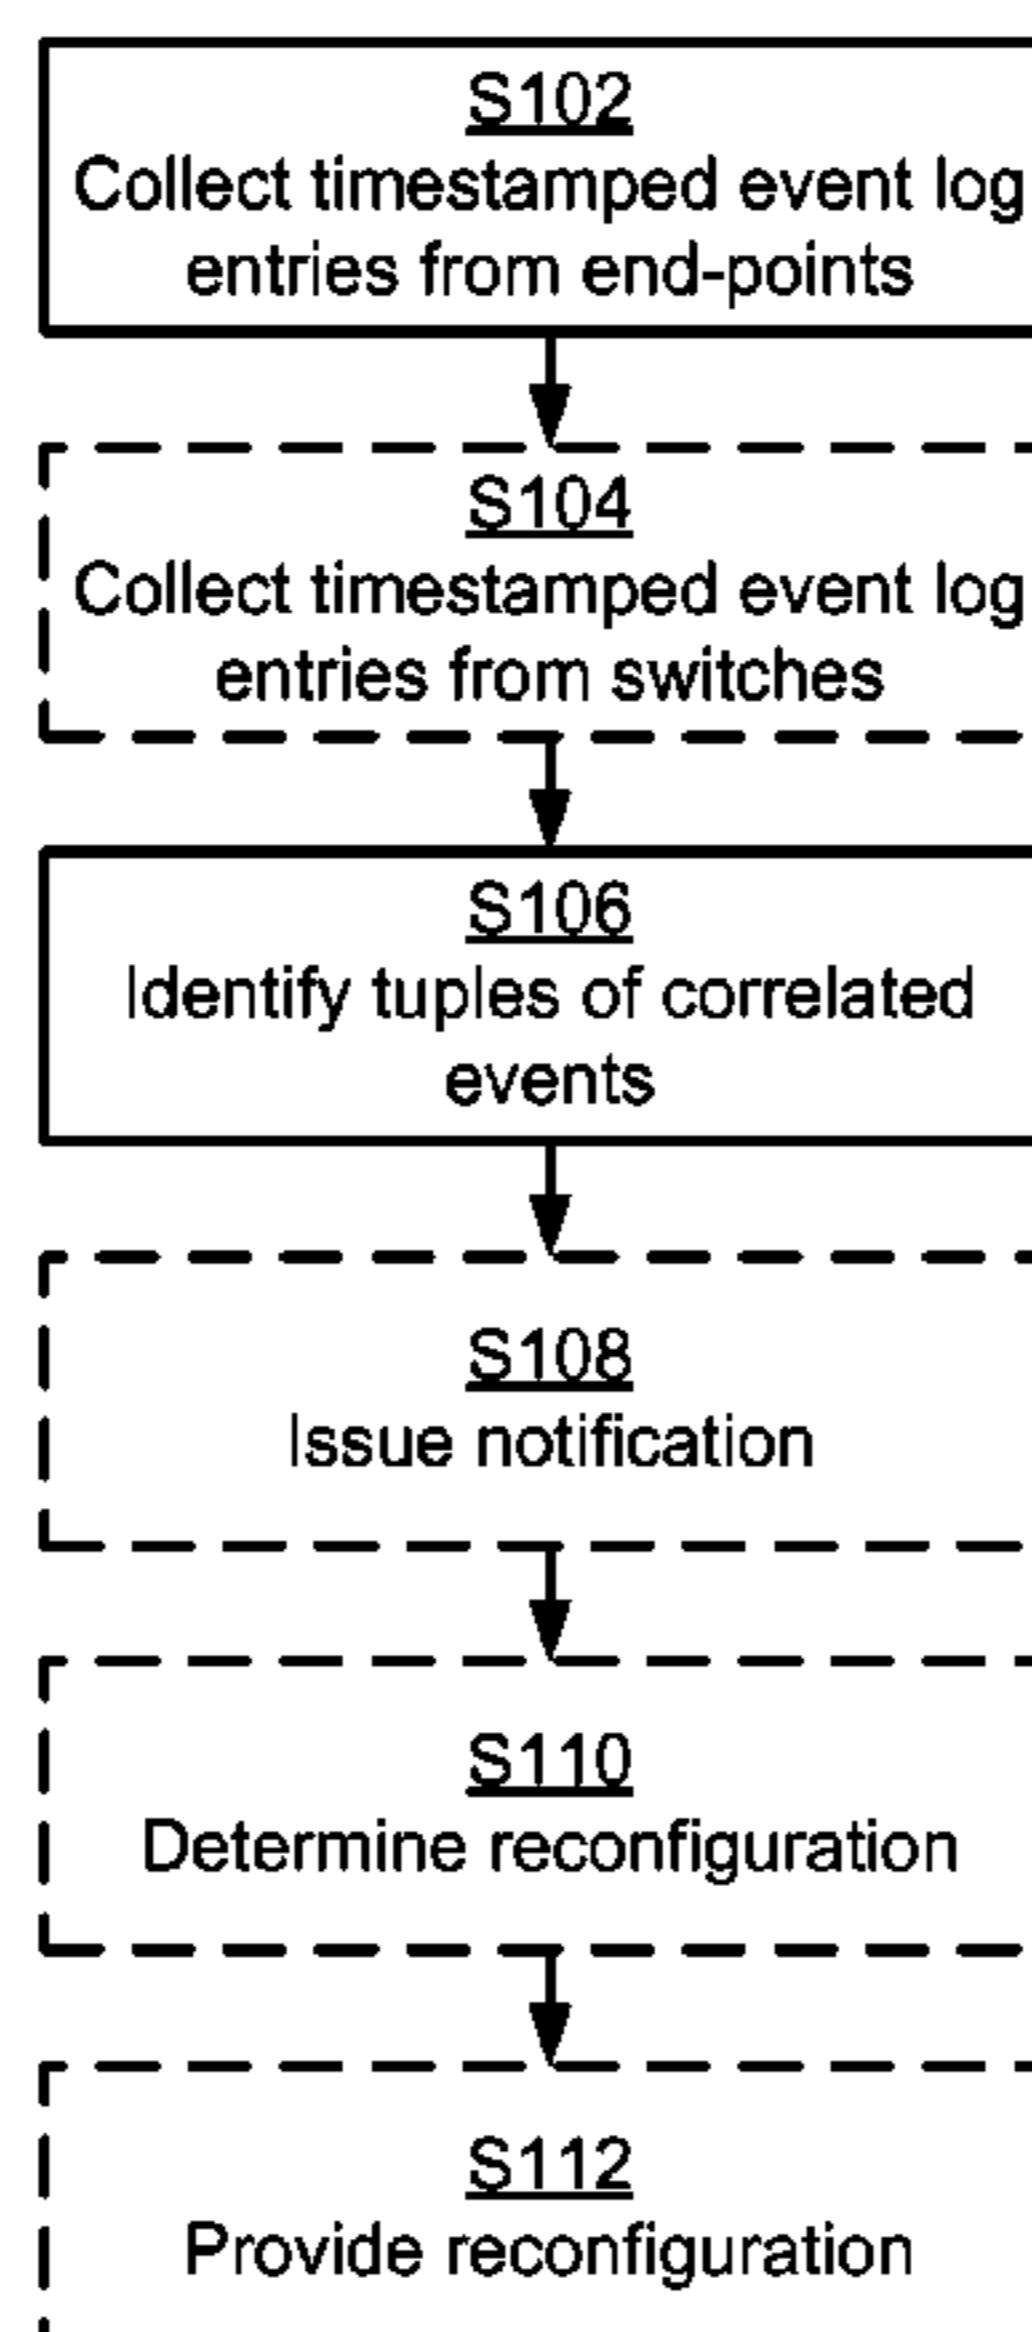 S102
Collect timestamped event log
entries from end-points
S104
Collect timestamped event log
entries from switches
S106
Identify tuples of correlated
events
S108
Issue notification
S110
Determine reconfiguration
S112
Provide reconfiguration